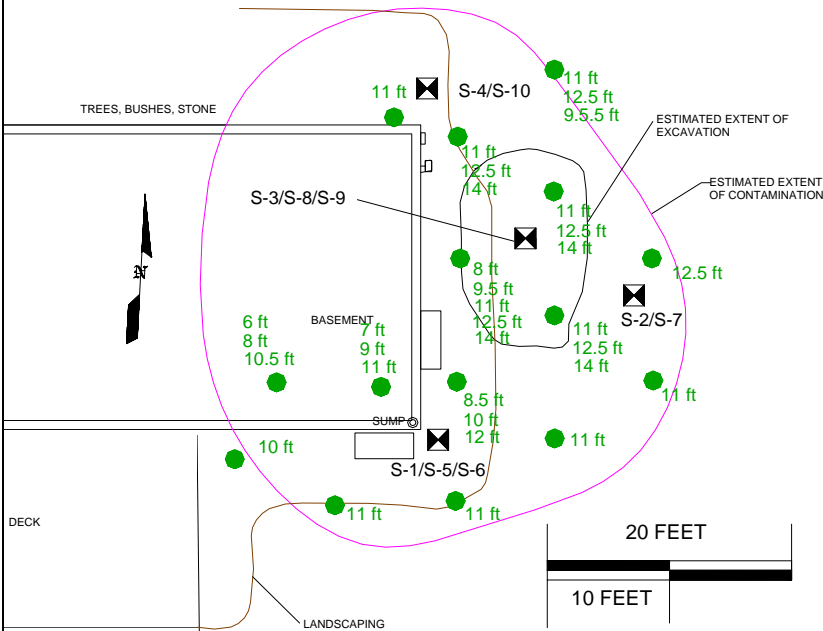 11 ft
S-4/S-10
11 ft
12.5 ft
9.5.5 ft
TREES, BUSHES, STONE
ESTIMATED EXTENT OF
EXCAVATION
11 ft
12.5 ft
14 ft
ESTIMATED EXTENT
OF CONTAMINATION
S-3/S-8/S-9
11 ft
12.5 ft
14 ft
N
8 ft
9.5 ft
11 ft
12.5 ft
14 ft
12.5 ft
S-2/S-7
6 ft
8 ft
10.5 ft
BASEMENT
7 ft
9 ft
11 ft
11 ft
12.5 ft
14 ft
8.5 ft
10 ft
12 ft
11 ft
SUMP
10 ft
S-1/S-5/S-6
11 ft
11 ft
11 ft
DECK
20 FEET
10 FEET
LANDSCAPING